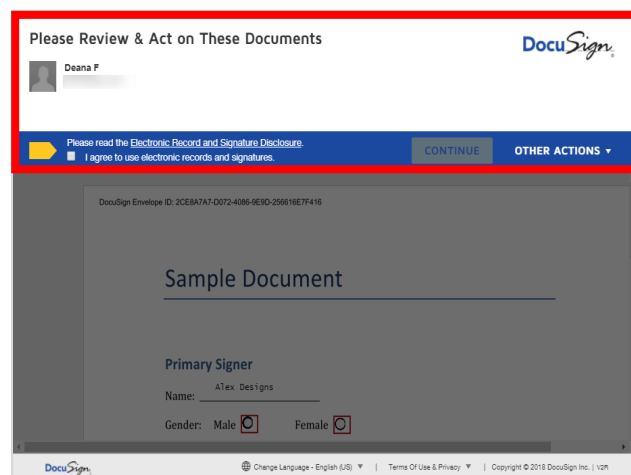 Please Review & Act on These Documents
DocuSign
Deana F
Please read the Electronic Record and Signature Disclosure.
I agree to use electronic records and signatures.
CONTINUE
OTHER ACTIONS ▼
DocuSign Envelope ID: 2CE8A7A7-D072-4086-9E9D-256616E7F416
Sample Document
Primary Signer
Name: Alex Designs
Gender: Male Female
DocuSign Change Language - English (US) ▼ | Terms Of Use & Privacy ▼ | Copyright © 2018 DocuSign Inc. | V2R